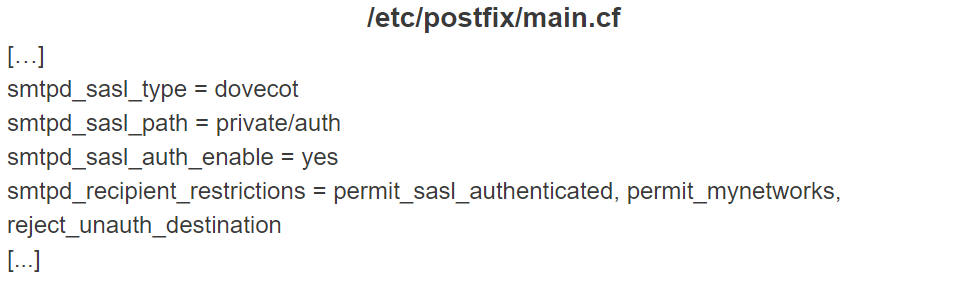 /etc/postfix/main.cf
[…]
smtpd_sasl_type = dovecot
smtpd_sasl_path = private/auth
smtpd_sasl_auth_enable = yes
smtpd_recipient_restrictions = permit_sasl_authenticated, permit_mynetworks,
reject_unauth_destination
[...]